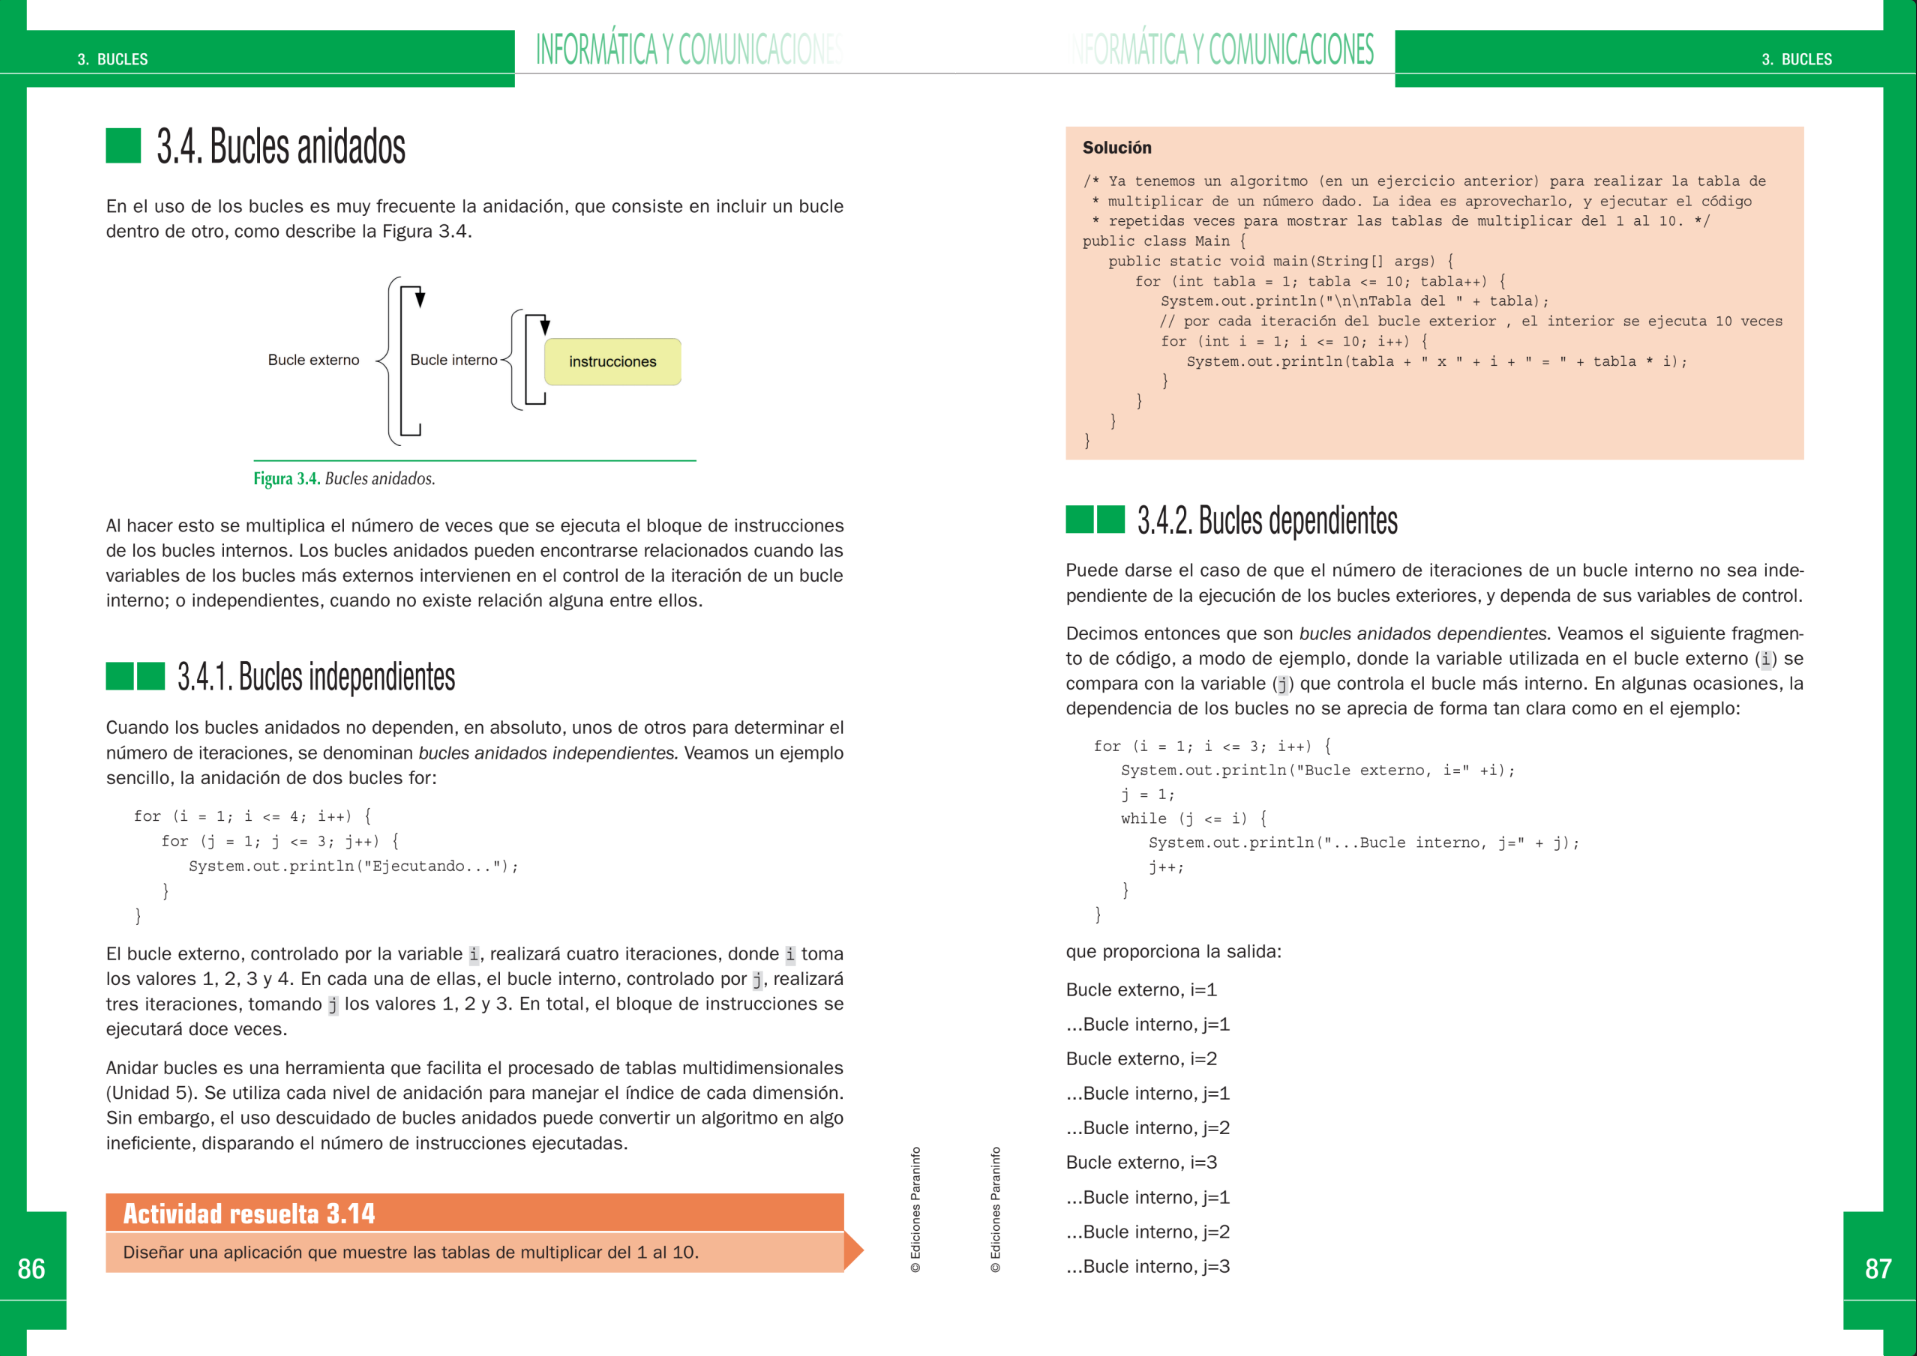 3. BUCLES
INFORMÁTICA Y COMUNICACIONES
3.4. Bucles anidados
En el uso de los bucles es muy frecuente la anidación, que consiste en incluir un bucle
dentro de otro, como describe la Figura 3.4.
Bucle externo
Bucle interno
instrucciones
Figura 3.4. Bucles anidados.
Al hacer esto se multiplica el número de veces que se ejecuta el bloque de instrucciones
de los bucles internos. Los bucles anidados pueden encontrarse relacionados cuando las
variables de los bucles más externos intervienen en el control de la iteración de un bucle
interno; o independientes, cuando no existe relación alguna entre ellos.
3.4.1. Bucles independientes
Cuando los bucles anidados no dependen, en absoluto, unos de otros para determinar el
número de iteraciones, se denominan bucles anidados independientes. Veamos un ejemplo
sencillo, la anidación de dos bucles for:
for (i = 1; i <= 4; i++) {
for (j = 1; j <= 3; j++) {
System.out.println("Ejecutando...");
}
}
El bucle externo, controlado por la variable i, realizará cuatro iteraciones, donde i toma
los valores 1, 2, 3 y 4. En cada una de ellas, el bucle interno, controlado por j, realizará
tres iteraciones, tomando j los valores 1, 2 y 3. En total, el bloque de instrucciones se
ejecutará doce veces.
Anidar bucles es una herramienta que facilita el procesado de tablas multidimensionales
(Unidad 5). Se utiliza cada nivel de anidación para manejar el índice de cada dimensión.
Sin embargo, el uso descuidado de bucles anidados puede convertir un algoritmo en algo
ineficiente, disparando el número de instrucciones ejecutadas.
Actividad resuelta 3.14
Diseñar una aplicación que muestre las tablas de multiplicar del 1 al 10.
86
© Ediciones Paraninfo
INFORMÁTICA Y COMUNICACIONES
3. BUCLES
Solución
/* Ya tenemos un algoritmo (en un ejercicio anterior) para realizar la tabla de
* multiplicar de un número dado. La idea es aprovecharlo, y ejecutar el código
* repetidas veces para mostrar las tablas de multiplicar del 1 al 10. */
public class Main {
public static void main(String[] args) {
for (int tabla = 1; tabla <= 10; tabla++) {
System.out.println("\n\nTabla del " + tabla);
// por cada iteración del bucle exterior , el interior se ejecuta 10 veces
for (int i = 1; i <= 10; i++) {
System.out.println(tabla + " x " + i + " = " + tabla * i);
}
}
}
}
3.4.2. Bucles dependientes
Puede darse el caso de que el número de iteraciones de un bucle interno no sea inde-
pendiente de la ejecución de los bucles exteriores, y dependa de sus variables de control.
Decimos entonces que son bucles anidados dependientes. Veamos el siguiente fragmen-
to de código, a modo de ejemplo, donde la variable utilizada en el bucle externo (i) se
compara con la variable (j) que controla el bucle más interno. En algunas ocasiones, la
dependencia de los bucles no se aprecia de forma tan clara como en el ejemplo:
for (i = 1; i <= 3; i++) {
System.out.println("Bucle externo, i=" +i);
j = 1;
while (j <= i) {
System.out.println("...Bucle interno, j=" + j);
j++;
}
}
que proporciona la salida:
Bucle externo, i=1
...Bucle interno, j=1
Bucle externo, i=2
...Bucle interno, j=1
...Bucle interno, j=2
Bucle externo, i=3
...Bucle interno, j=1
...Bucle interno, j=2
...Bucle interno, j=3
© Ediciones Paraninfo
87